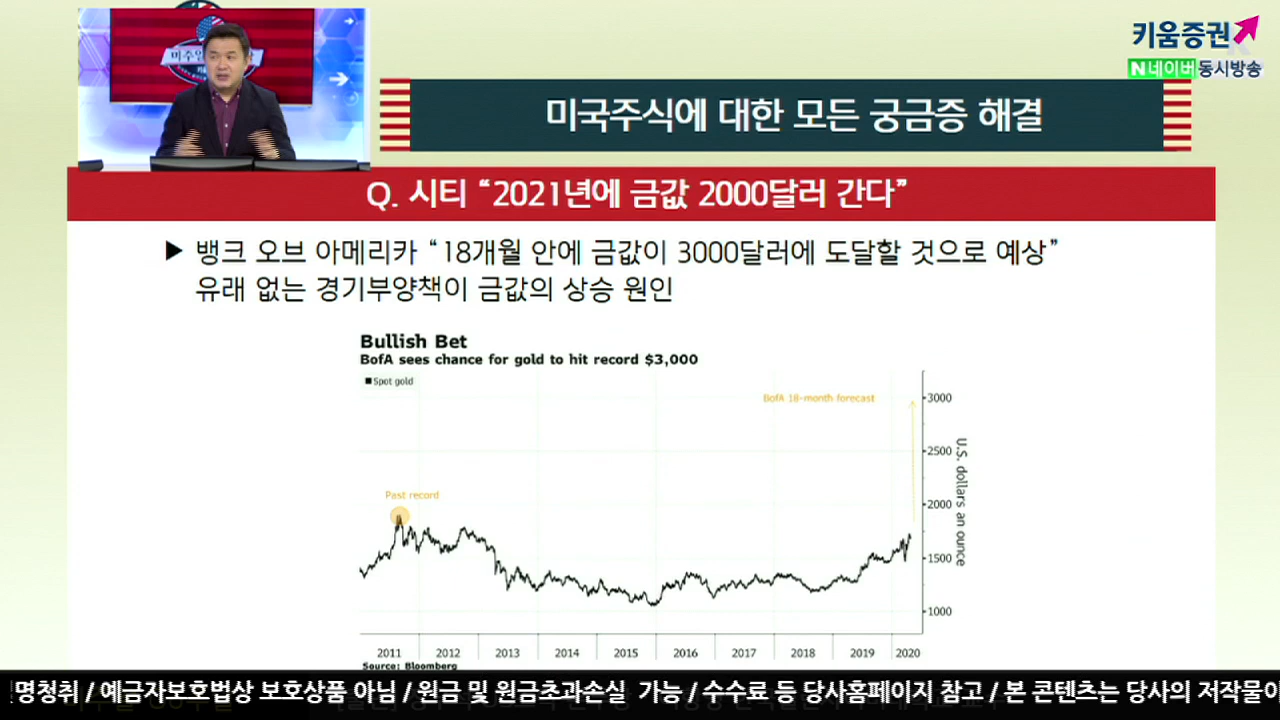 미주인
키움증권
N 네이버 동시방송
미국주식에 대한 모든 궁금증 해결
Q. 시티 “2021년에 금값 2000달러 간다”
▶ 뱅크 오브 아메리카 “18개월 안에 금값이 3000달러에 도달할 것으로 예상”
유래 없는 경기부양책이 금값의 상승 원인
Bullish Bet
BofA sees chance for gold to hit record $3,000
Spot gold
BofA 18-month forecast
Past record
3000
2500
2000
1500
1000
U.S. dollars an ounce
2011 2012 2013 2014 2015 2016 2017 2018 2019 2020
Source: Bloomberg
명청취 / 예금자보호법상 보호상품 아님 / 원금 및 원금초과손실 가능 / 수수료 등 당사홈페이지 참고 / 본 콘텐츠는 당사의 저작물이